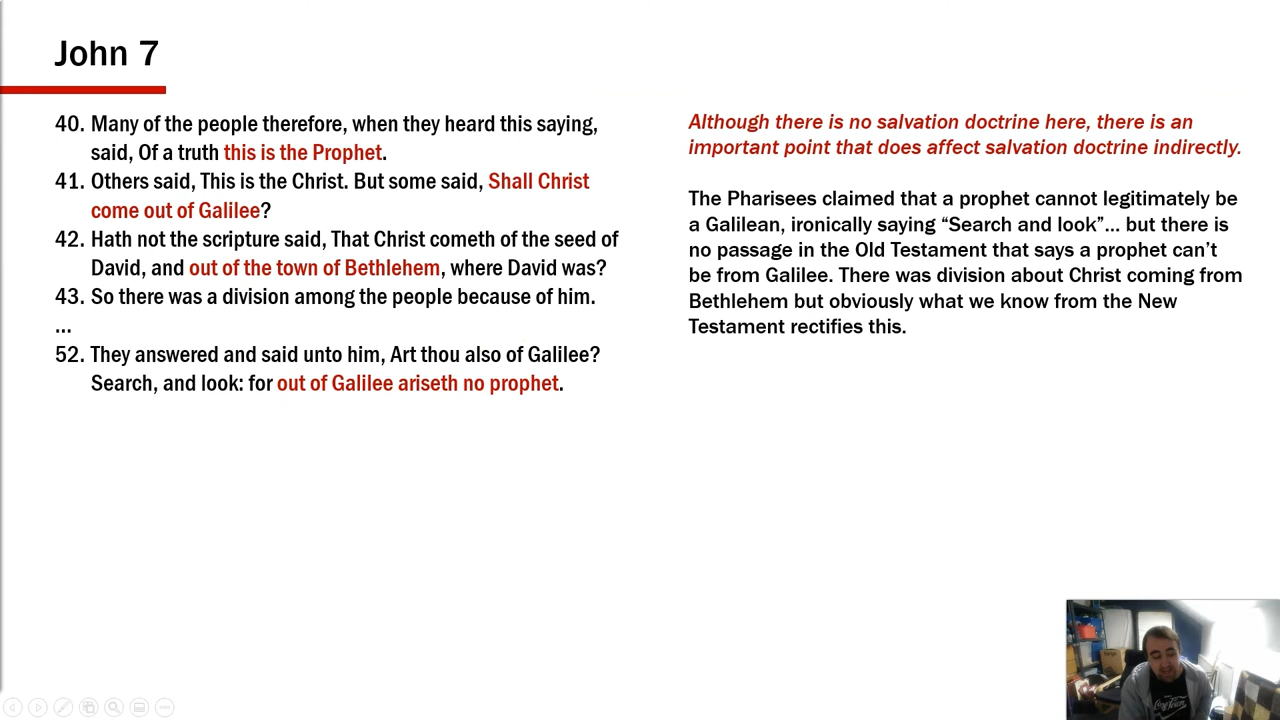 John 7
40. Many of the people therefore, when they heard this saying,
said, Of a truth this is the Prophet.
41. Others said, This is the Christ. But some said, Shall Christ
come out of Galilee?
42. Hath not the scripture said, That Christ cometh of the seed of
David, and out of the town of Bethlehem, where David was?
43. So there was a division among the people because of him.
...
52. They answered and said unto him, Art thou also of Galilee?
Search, and look: for out of Galilee ariseth no prophet.
Although there is no salvation doctrine here, there is an
important point that does affect salvation doctrine indirectly.
The Pharisees claimed that a prophet cannot legitimately be
a Galilean, ironically saying “Search and look”... but there is
no passage in the Old Testament that says a prophet can’t
be from Galilee. There was division about Christ coming from
Bethlehem but obviously what we know from the New
Testament rectifies this.